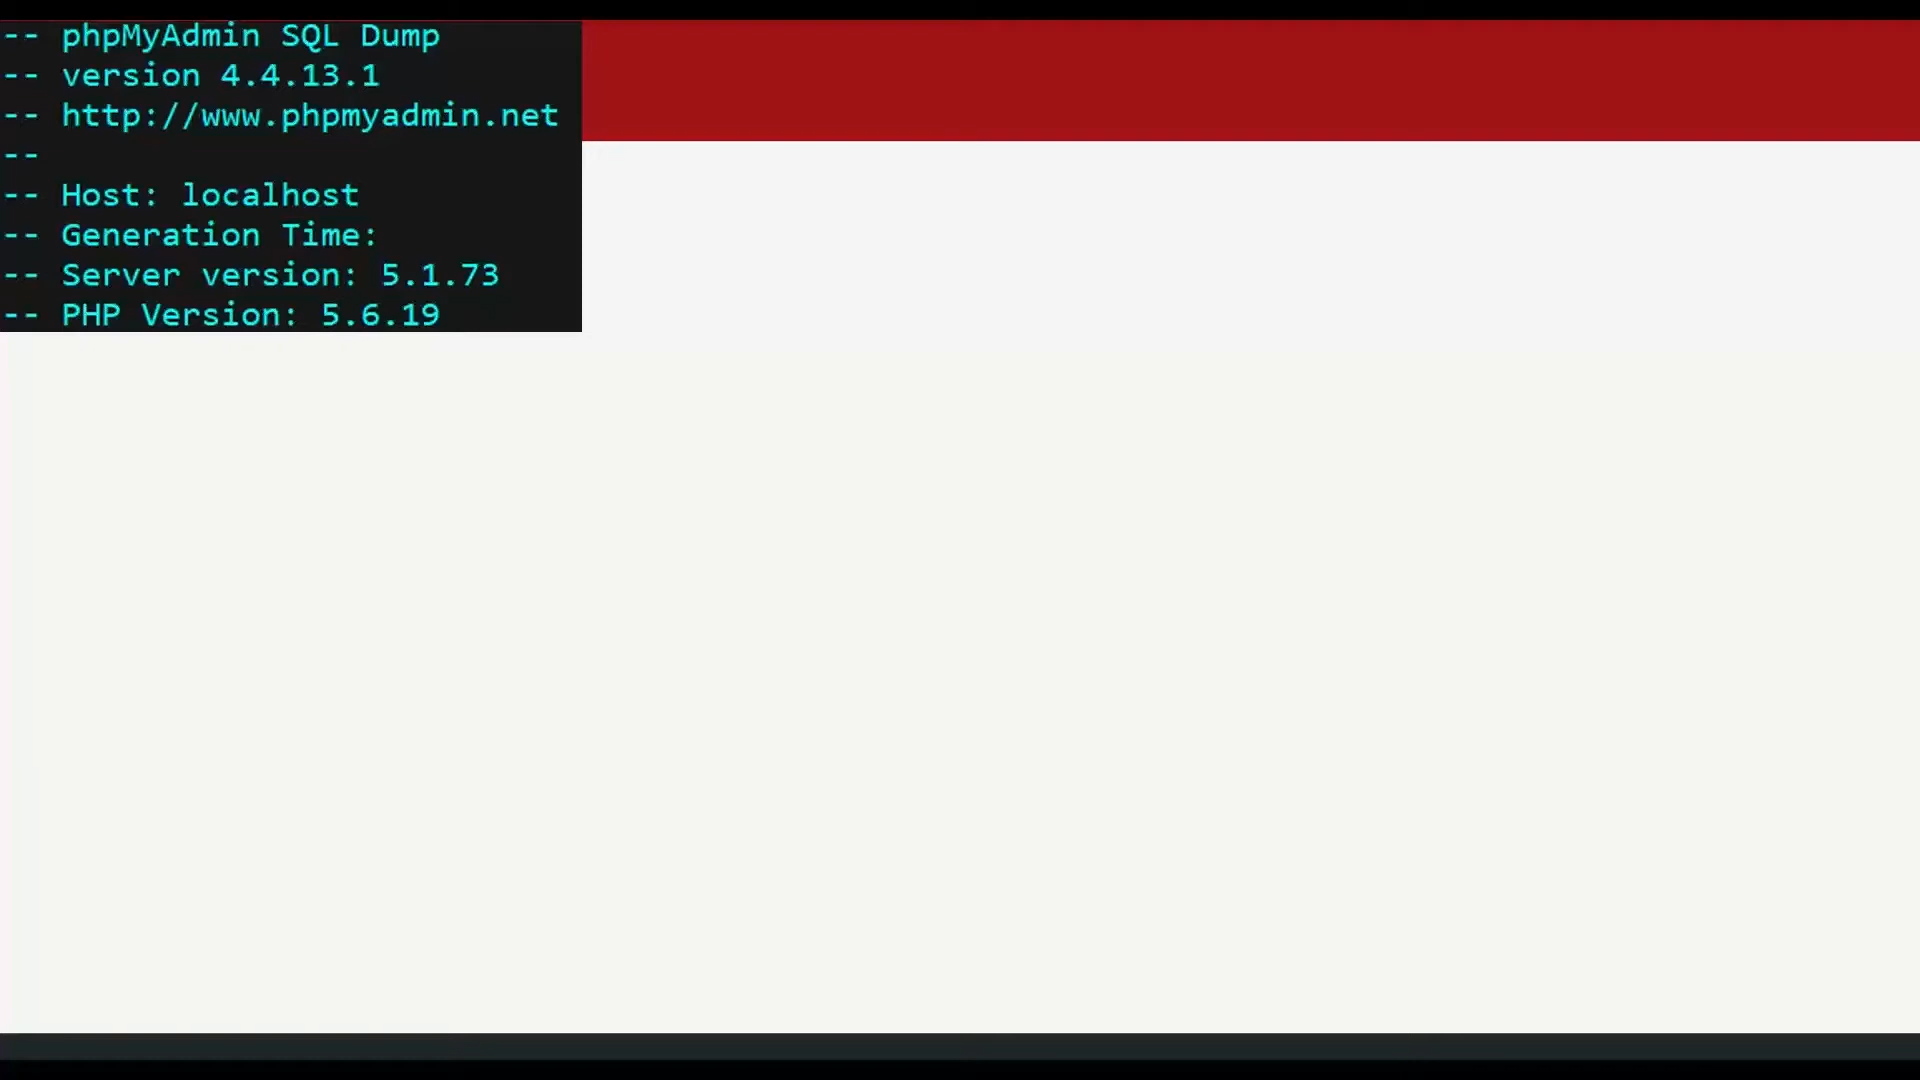 -- phpMyAdmin SQL Dump
-- version 4.4.13.1
-- http://www.phpmyadmin.net
--
-- Host: localhost
-- Generation Time:
-- Server version: 5.1.73
-- PHP Version: 5.6.19